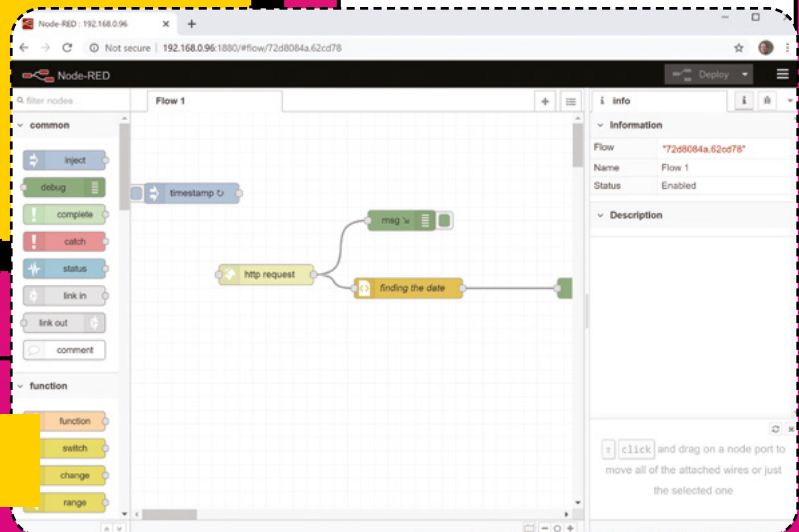 Node-RED : 192.168.0.96
Not secure | 192.168.0.96:1880/#flow/72d8084a.62cd78
Node-RED
Deploy
filter nodes
Flow 1
i info
i
common
Information
inject
debug
complete
catch
status
link in
link out
comment
function
function
switch
change
range
timestamp ↻
msg
http request
finding the date
Flow "72d8084a.62cd78"
Name Flow 1
Status Enabled
Description
⇧ click and drag on a node port to
move all of the attached wires or just
the selected one